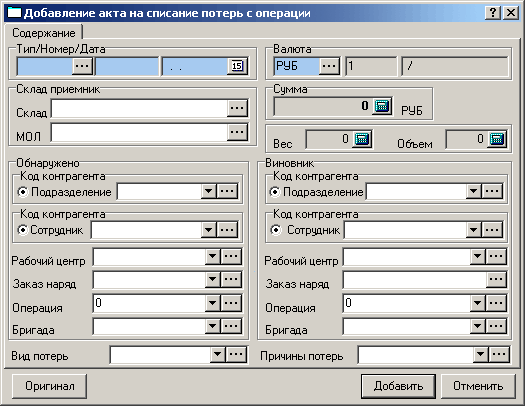 Добавление акта на списание потерь с операции
Содержание
Тип/Номер/Дата
. . 15
Валюта
РУБ 1 /
Склад приемник
Склад
МОЛ
Сумма
0 РУБ
Вес 0 Объем 0
Обнаружено
Код контрагента
Подразделение
Код контрагента
Сотрудник
Рабочий центр
Заказ наряд
Операция 0
Бригада
Виновник
Код контрагента
Подразделение
Код контрагента
Сотрудник
Рабочий центр
Заказ наряд
Операция 0
Бригада
Вид потерь
Причины потерь
Оригинал
Добавить
Отменить